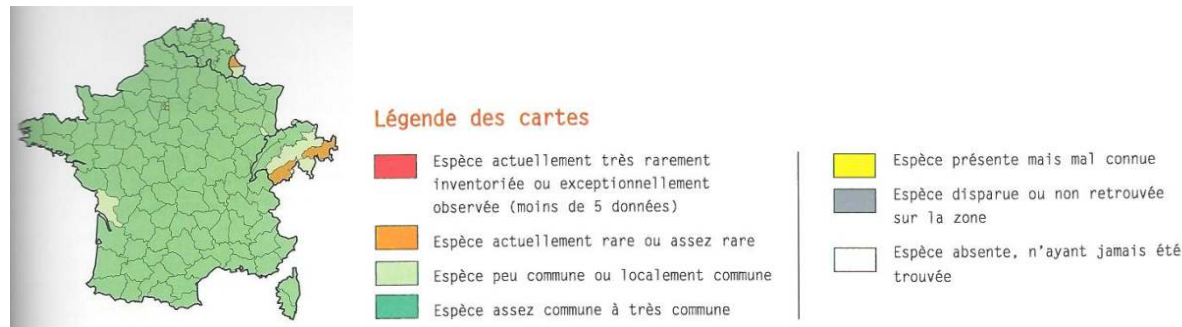 Légende des cartes
Espèce actuellement très rarement
inventoriée ou exceptionnellement
observée (moins de 5 données)
Espèce actuellement rare ou assez rare
Espèce peu commune ou localement commune
Espèce assez commune à très commune
Espèce présente mais mal connue
Espèce disparue ou non retrouvée
sur la zone
Espèce absente, n'ayant jamais été
trouvée